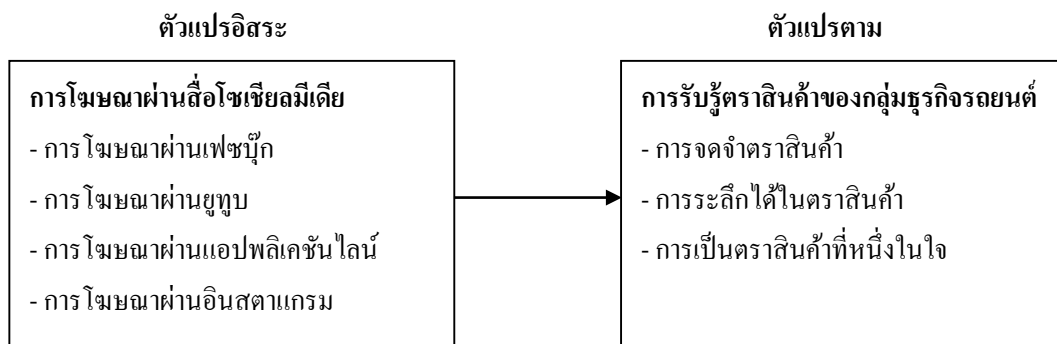 ตัวแปรอิสระ
การโฆษณาผ่านสื่อโซเชียลมีเดีย
- การโฆษณาผ่านเฟซบุ๊ก
- การโฆษณาผ่านยูทูบ
- การโฆษณาผ่านแอปพลิเคชันไลน์
- การโฆษณาผ่านอินสตาแกรม
ตัวแปรตาม
การรับรู้ตราสินค้าของกลุ่มธุรกิจรถยนต์
- การจดจำตราสินค้า
- การระลึกได้ในตราสินค้า
- การเป็นตราสินค้าที่หนึ่งในใจ